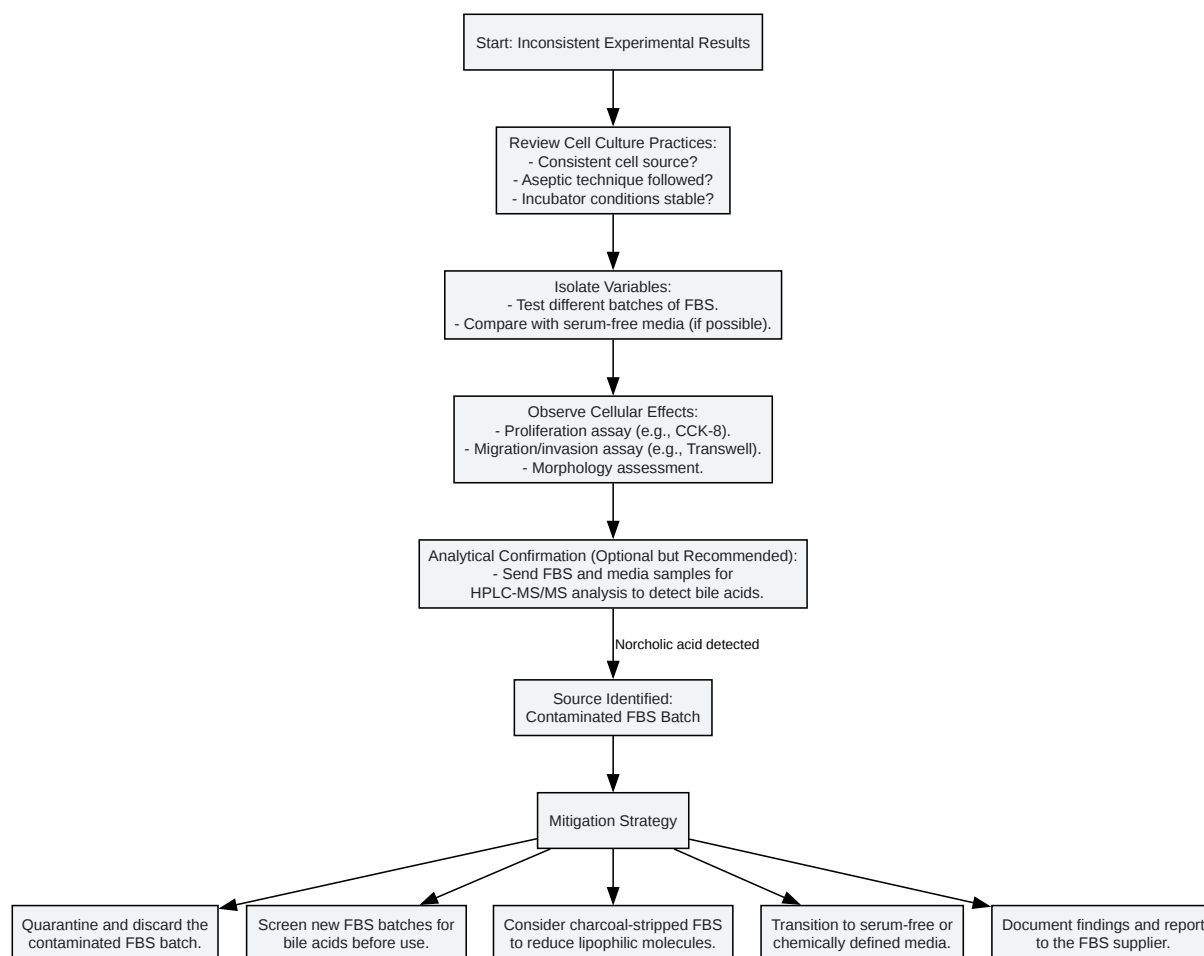 Start: Inconsistent Experimental Results
Review Cell Culture Practices:
- Consistent cell source?
- Aseptic technique followed?
- Incubator conditions stable?
Isolate Variables:
- Test different batches of FBS.
- Compare with serum-free media (if possible).
Observe Cellular Effects:
- Proliferation assay (e.g., CCK-8).
- Migration/invasion assay (e.g., Transwell).
- Morphology assessment.
Analytical Confirmation (Optional but Recommended):
- Send FBS and media samples for
HPLC-MS/MS analysis to detect bile acids.
Norcholic acid detected
Source Identified:
Contaminated FBS Batch
Mitigation Strategy
Quarantine and discard the
contaminated FBS batch.
Screen new FBS batches for
bile acids before use.
Consider charcoal-stripped FBS
to reduce lipophilic molecules.
Transition to serum-free or
chemically defined media.
Document findings and report
to the FBS supplier.